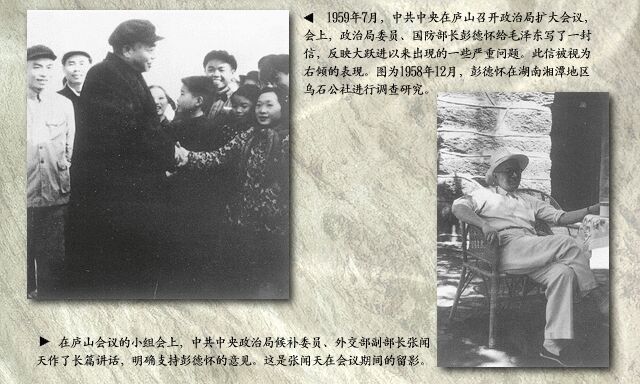 ◀ 1959年7月，中共中央在庐山召开政治局扩大会议，
会上，政治局委员、国防部长彭德怀给毛泽东写了一封
信，反映大跃进以来出现的一些严重问题。此信被视为
右倾的表现。图为1958年12月，彭德怀在湖南湘潭地区
乌石公社进行调查研究。
▶ 在庐山会议的小组会上，中共中央政治局候补委员、外交部副部长张闻
天作了长篇讲话，明确支持彭德怀的意见。这是张闻天在会议期间的留影。